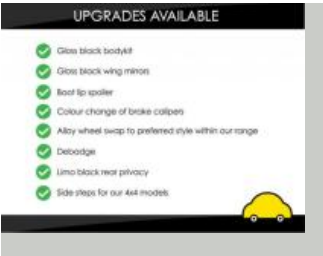 UPGRADES AVAILABLE
Gloss black bodykit
Gloss black wing mirrors
Boot lip spoiler
Colour change of brake calipers
Alloy wheel swap to preferred style within our range
Debadge
Limo black rear privacy
Side steps for our 4x4 models